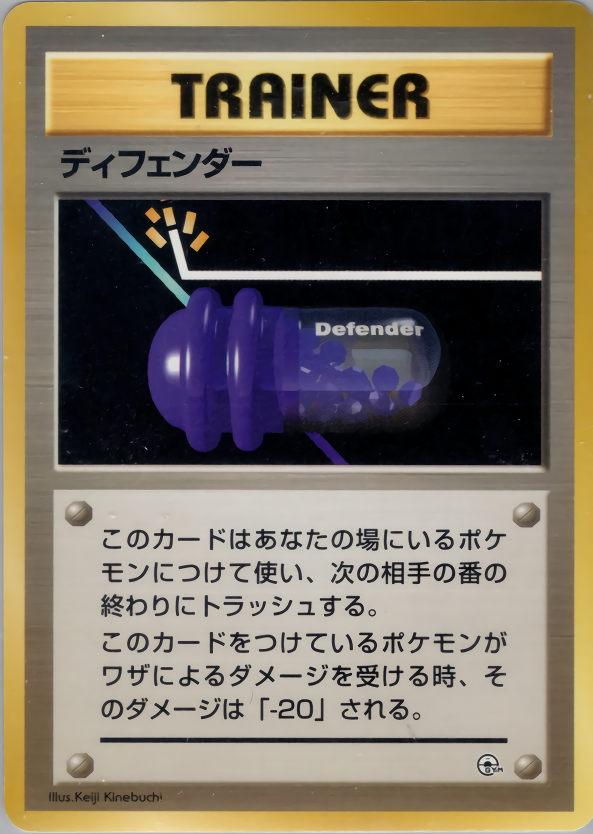 TRAINER
ディフェンダー
Defender
このカードはあなたの場にいるポケ
モンにつけて使い、次の相手の番の
終わりにトラッシュする。
このカードをつけているポケモンが
ワザによるダメージを受ける時、そ
のダメージは「-20」される。
GYM
Illus.Keiji Kinebuchi